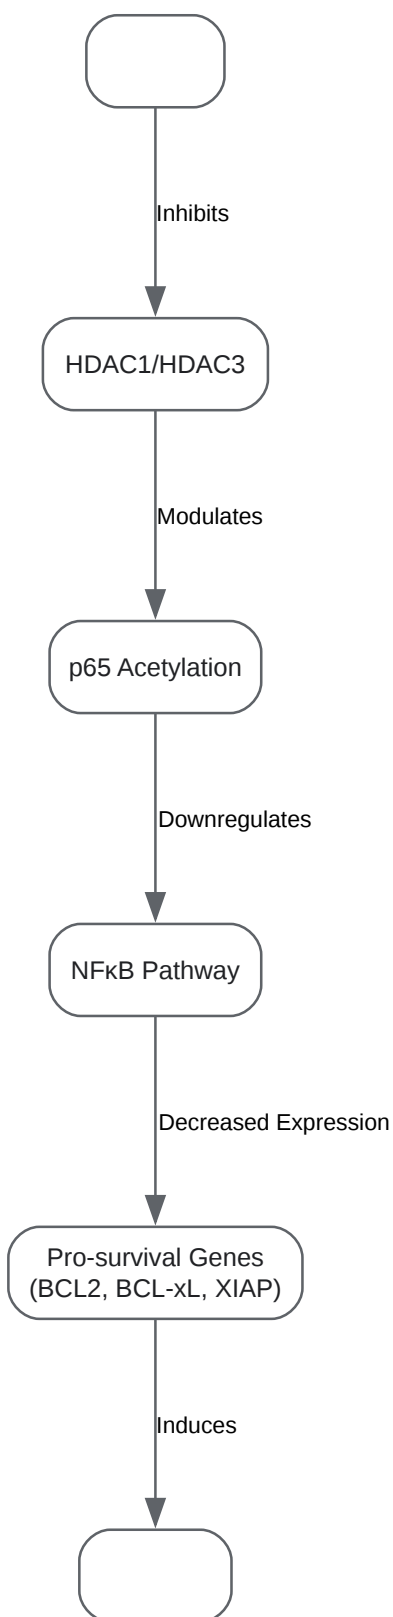 Inhibits
HDAC1/HDAC3
Modulates
p65 Acetylation
Downregulates
NFκB Pathway
Decreased Expression
Pro-survival Genes
(BCL2, BCL-xL, XIAP)
Induces